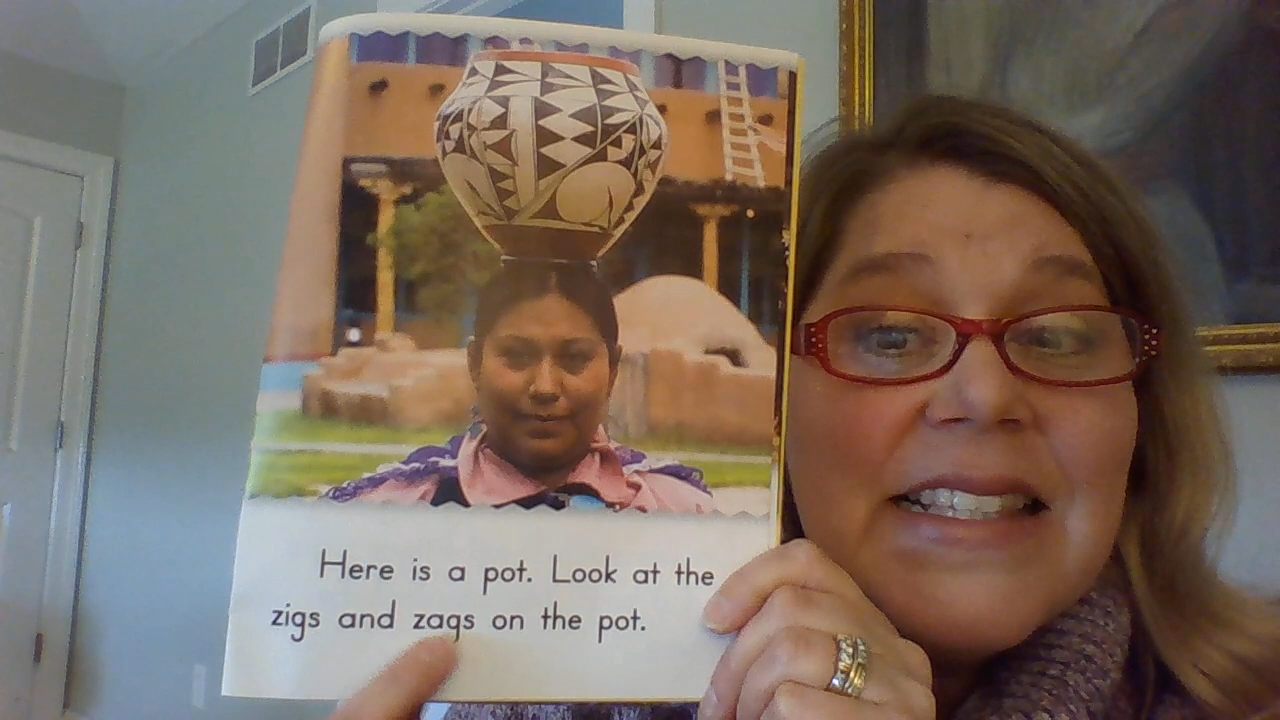 Here is a pot. Look at the
zigs and zags on the pot.